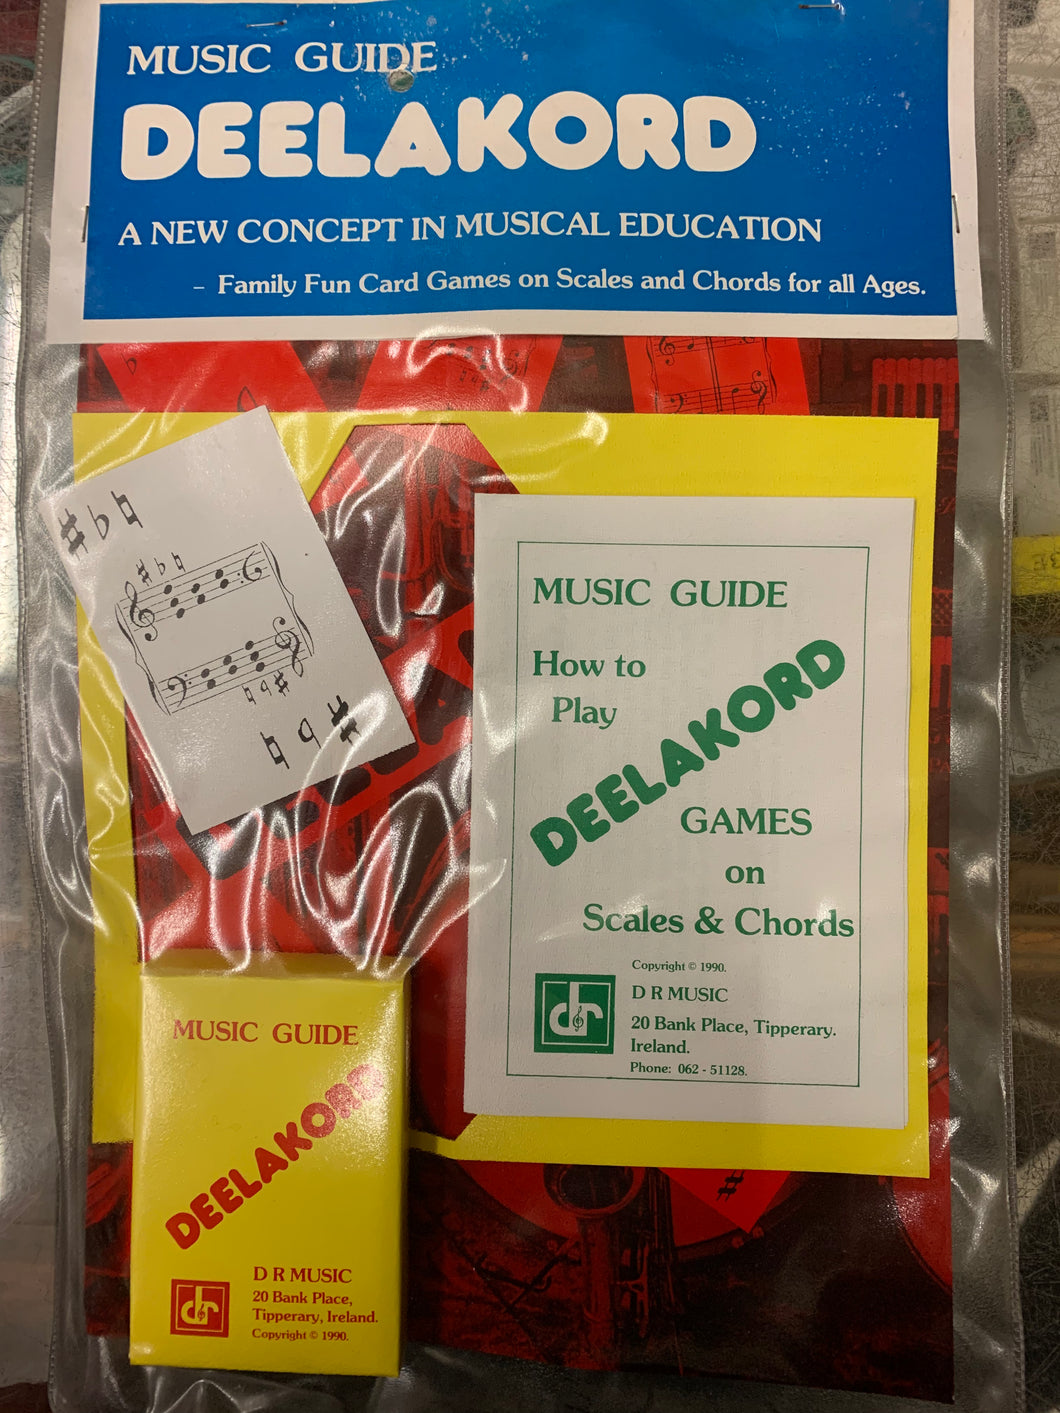 MUSIC GUIDE
DEELAKORD
A NEW CONCEPT IN MUSICAL EDUCATION
– Family Fun Card Games on Scales and Chords for all Ages.
MUSIC GUIDE
How to
Play
DEELAKORD
GAMES
on
Scales & Chords
Copyright © 1990.
dr
D R MUSIC
20 Bank Place, Tipperary.
Ireland.
Phone: 062 - 51128.
MUSIC GUIDE
DEELAKORD
dr
D R MUSIC
20 Bank Place,
Tipperary, Ireland.
Copyright © 1990.